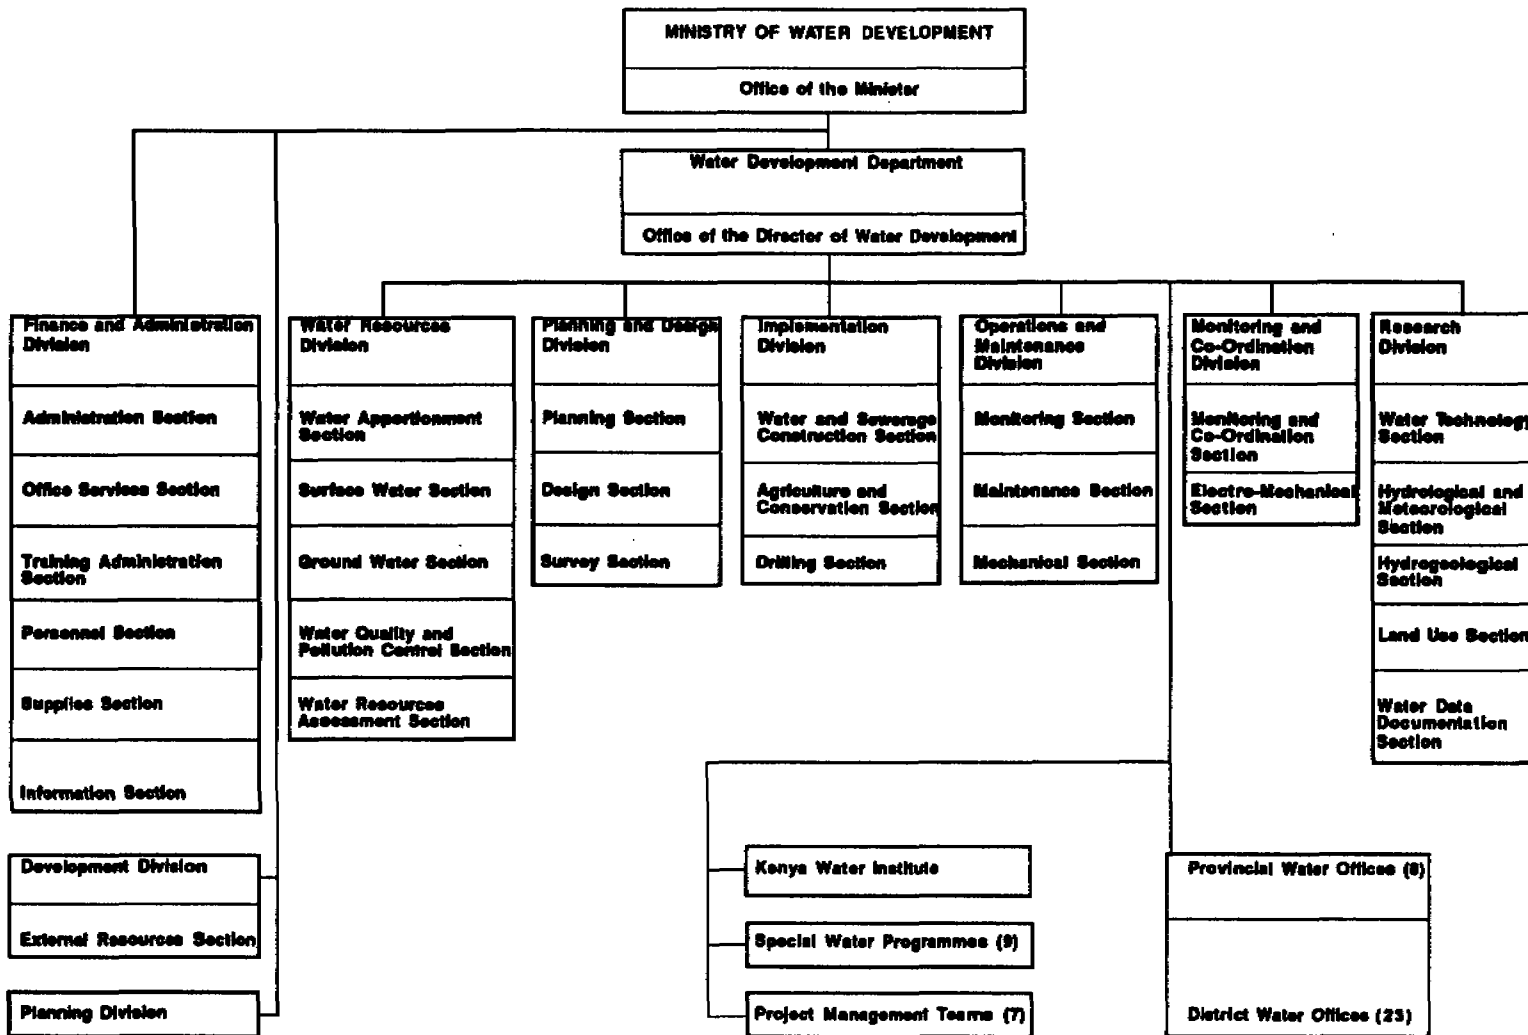 MINISTRY OF WATER DEVELOPMENT
Office of the Minister
Water Development Department
Office of the Director of Water Development
Finance and Administration
Division
Administration Section
Office Services Section
Training Administration
Section
Personnel Section
Supplies Section
Information Section
Water Resources
Division
Water Apportionment
Section
Surface Water Section
Ground Water Section
Water Quality and
Pollution Control Section
Water Resources
Assessment Section
Planning and Design
Division
Planning Section
Design Section
Survey Section
Implementation
Division
Water and Sewerage
Construction Section
Agriculture and
Conservation Section
Drilling Section
Operations and
Maintenance
Division
Monitoring Section
Maintenance Section
Mechanical Section
Monitoring and
Co-Ordination
Division
Monitoring and
Co-Ordination
Section
Electro-Mechanical
Section
Research
Division
Water Technology
Section
Hydrological and
Meteorological
Section
Hydrogeological
Section
Land Use Section
Water Data
Documentation
Section
Development Division
External Resources Section
Planning Division
Kenya Water Institute
Special Water Programmes (9)
Project Management Teams (7)
Provincial Water Offices (8)
District Water Offices (23)